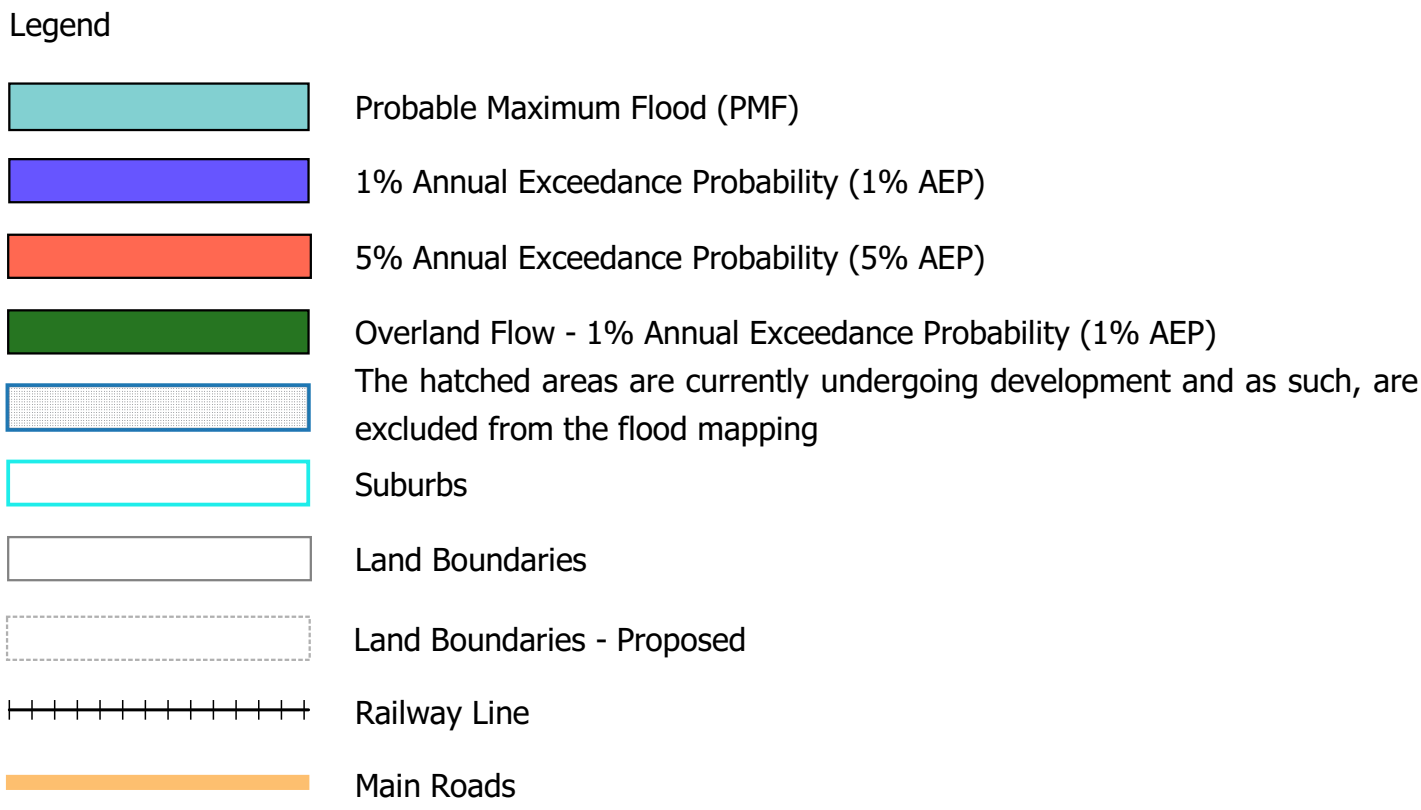 Legend
Probable Maximum Flood (PMF)
1% Annual Exceedance Probability (1% AEP)
5% Annual Exceedance Probability (5% AEP)
Overland Flow - 1% Annual Exceedance Probability (1% AEP)
The hatched areas are currently undergoing development and as such, are
excluded from the flood mapping
Suburbs
Land Boundaries
Land Boundaries - Proposed
Railway Line
Main Roads